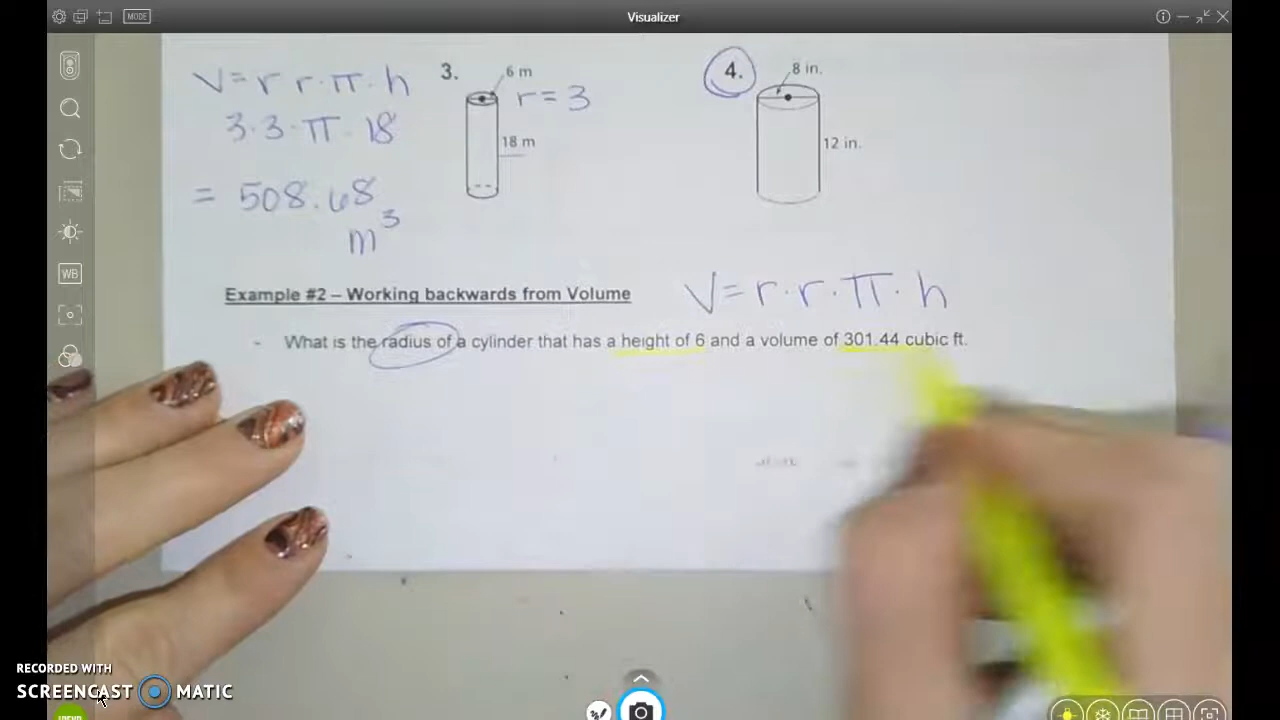 MODE
Visualizer
V = r r · π · h
3.
6 m
r = 3
4.
8 in.
3 · 3 · π · 18
18 m
12 in.
= 508.68
m³
Example #2 – Working backwards from Volume
V = r · r · π · h
- What is the radius of a cylinder that has a height of 6 and a volume of 301.44 cubic ft.
WB
RECORDED WITH
SCREENCAST MATIC